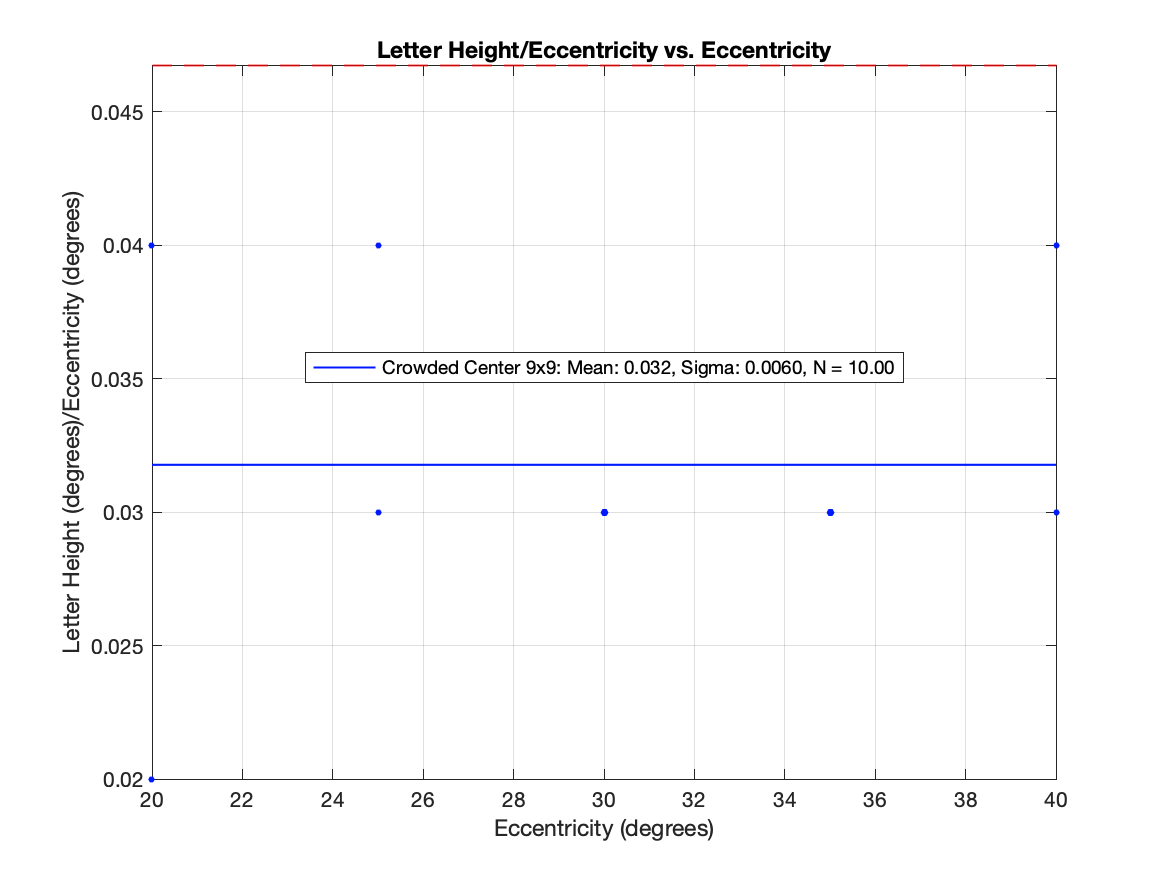 Letter Height/Eccentricity vs. Eccentricity
Letter Height (degrees)/Eccentricity (degrees)
0.045
0.04
0.035
0.03
0.025
0.02
Crowded Center 9x9: Mean: 0.032, Sigma: 0.0060, N = 10.00
20 22 24 26 28 30 32 34 36 38 40
Eccentricity (degrees)